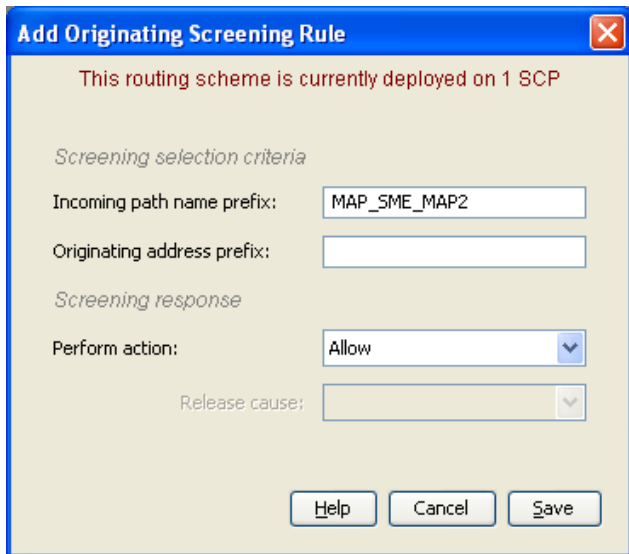 Add Originating Screening Rule
This routing scheme is currently deployed on 1 SCP
Screening selection criteria
Incoming path name prefix: MAP_SME_MAP2
Originating address prefix:
Screening response
Perform action: Allow
Release cause:
Help Cancel Save